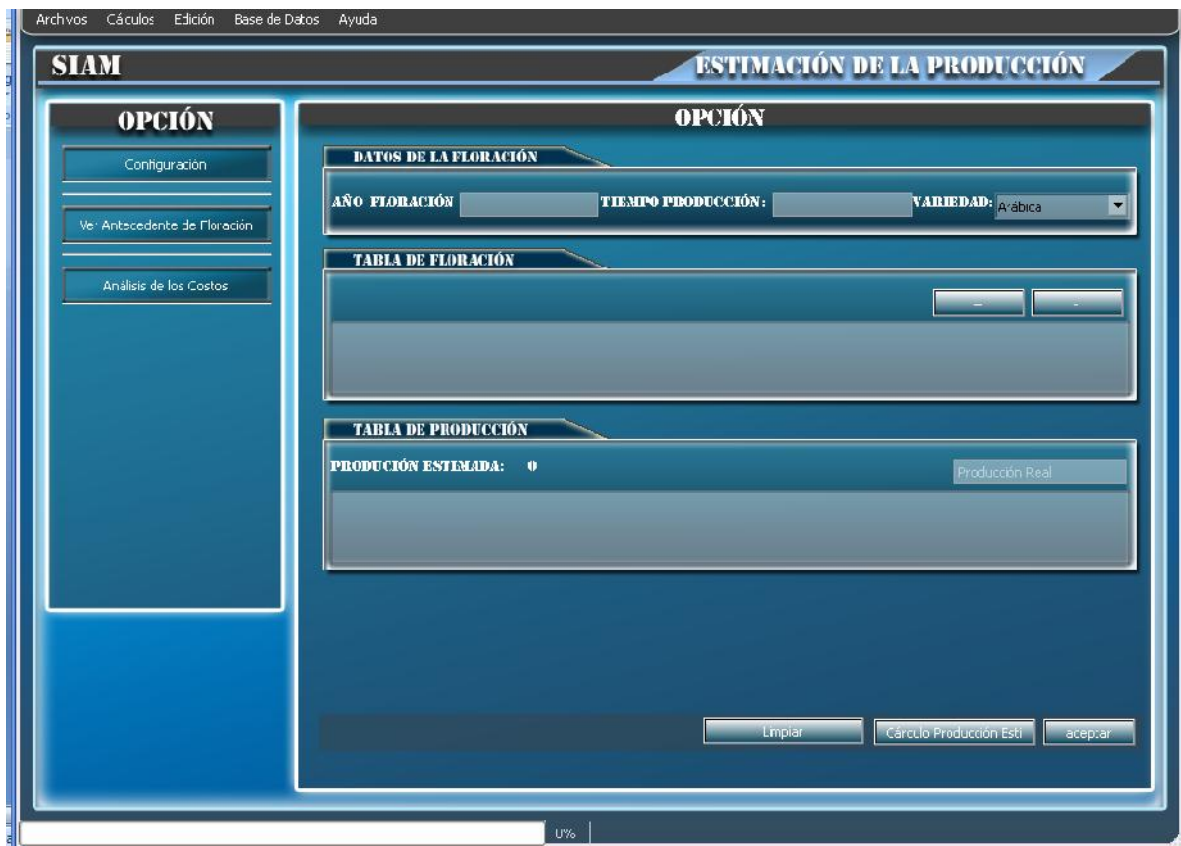 Archivos Cáculos Edición Base de Datos Ayuda
SIAM
ESTIMACIÓN DE LA PRODUCCIÓN
OPCIÓN
Configuración
Ver Antecedente de Floración
Análisis de los Costos
OPCIÓN
DATOS DE LA FLORACIÓN
AÑO FLORACIÓN TIEMPO PRODUCCIÓN: VARIEDAD: Arábica
TABLA DE FLORACIÓN
TABLA DE PRODUCCIÓN
PRODUCIÓN ESTIMADA: 0 Producción Real
Limpiar Cárculo Producción Esti aceptar
0%